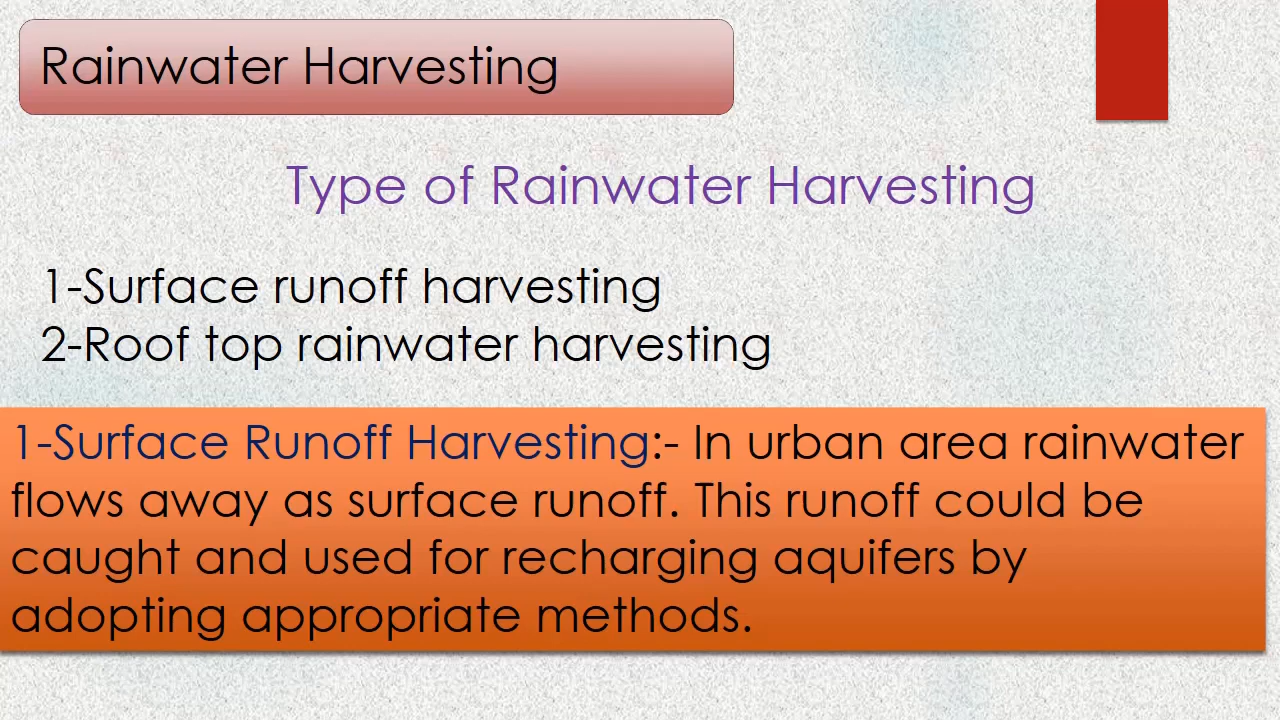 Rainwater Harvesting
Type of Rainwater Harvesting
1-Surface runoff harvesting
2-Roof top rainwater harvesting
1-Surface Runoff Harvesting:- In urban area rainwater
flows away as surface runoff. This runoff could be
caught and used for recharging aquifers by
adopting appropriate methods.